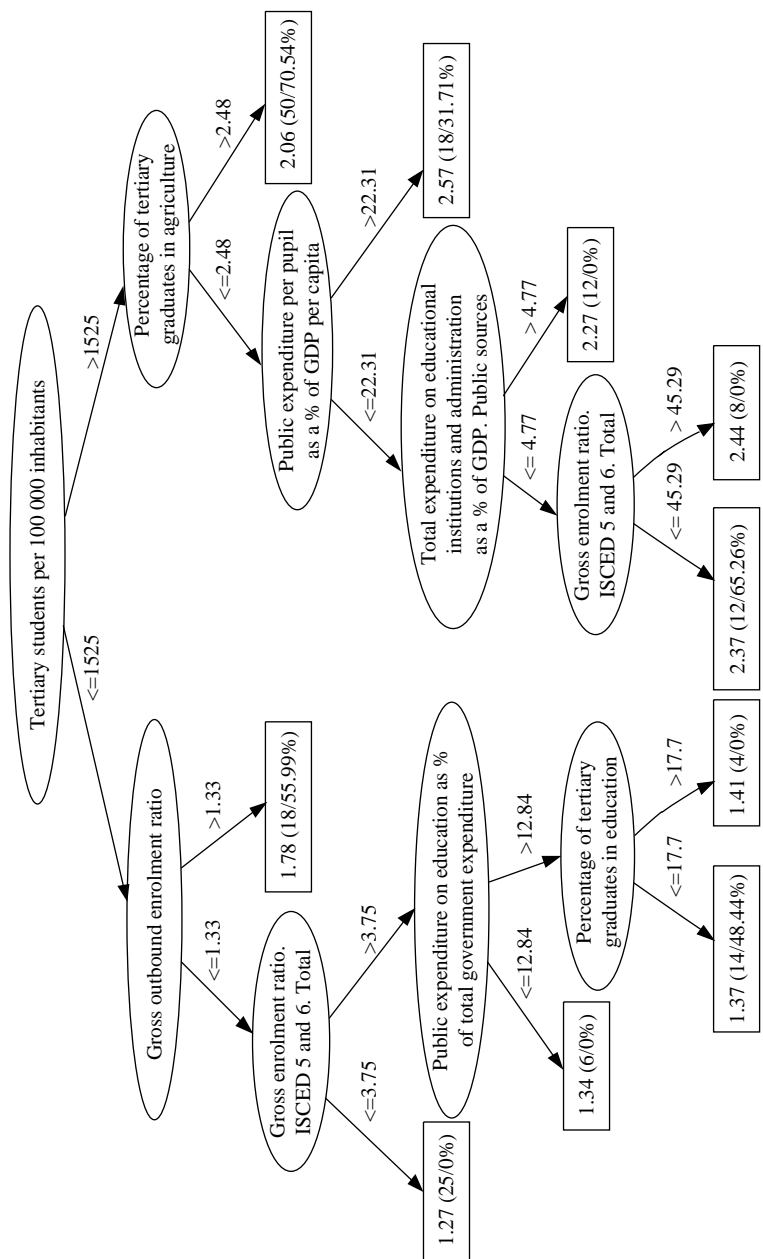 Tertiary students per 100 000 inhabitants
<=1525
>1525
Gross outbound enrolment ratio
Percentage of tertiary
graduates in agriculture
<=1.33
>1.33
<=2.48
>2.48
Gross enrolment ratio.
ISCED 5 and 6. Total
1.78 (18/55.99%)
Public expenditure per pupil
as a % of GDP per capita
2.06 (50/70.54%)
<=3.75
>3.75
<=22.31
>22.31
1.27 (25/0%)
Public expenditure on education as %
of total government expenditure
Total expenditure on educational
institutions and administration
as a % of GDP. Public sources
2.57 (18/31.71%)
<=12.84
>12.84
<= 4.77
> 4.77
1.34 (6/0%)
Percentage of tertiary
graduates in education
Gross enrolment ratio.
ISCED 5 and 6. Total
2.27 (12/0%)
<=17.7
>17.7
<= 45.29
> 45.29
1.37 (14/48.44%)
1.41 (4/0%)
2.37 (12/65.26%)
2.44 (8/0%)